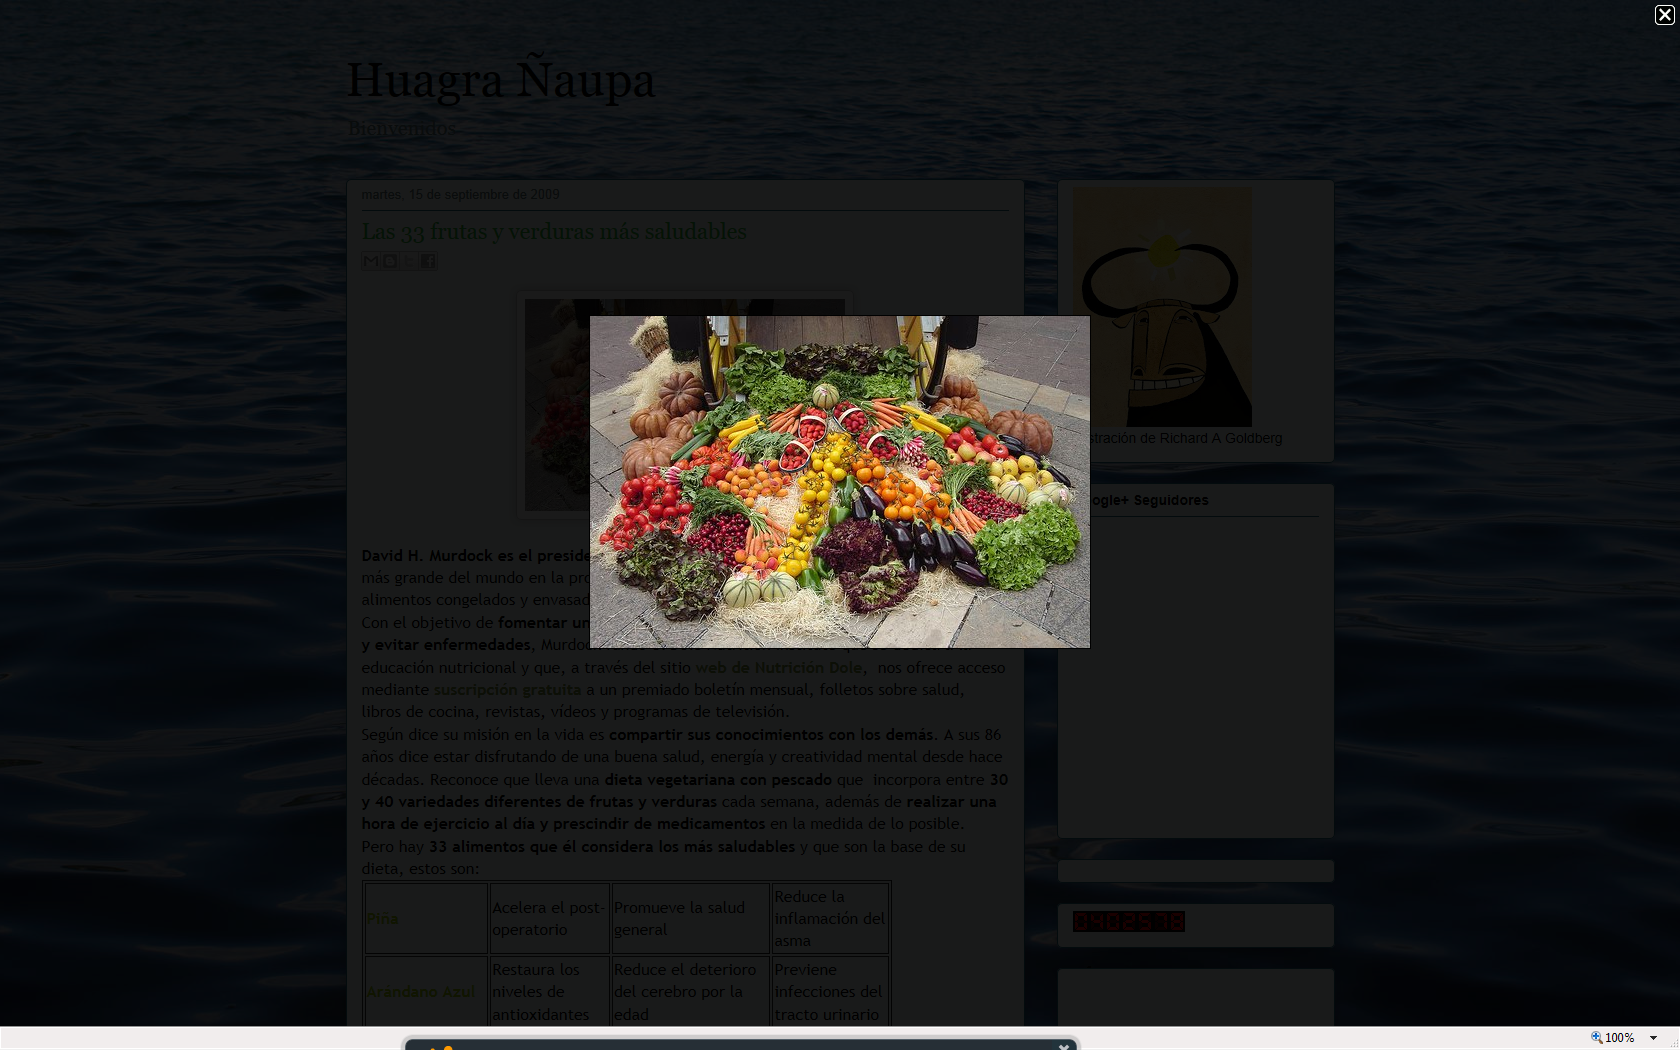 Huagra Ñaupa
Bienvenidos
martes, 15 de septiembre de 2009
Las 33 frutas y verduras más saludables
David H. Murdock es el preside
más grande del mundo en la pro
alimentos congelados y envasad
Con el objetivo de fomentar un
y evitar enfermedades, Murdoc
educación nutricional y que, a través del sitio web de Nutrición Dole, nos ofrece acceso
mediante suscripción gratuita a un premiado boletín mensual, folletos sobre salud,
libros de cocina, revistas, vídeos y programas de televisión.
Según dice su misión en la vida es compartir sus conocimientos con los demás. A sus 86
años dice estar disfrutando de una buena salud, energía y creatividad mental desde hace
décadas. Reconoce que lleva una dieta vegetariana con pescado que incorpora entre 30
y 40 variedades diferentes de frutas y verduras cada semana, además de realizar una
hora de ejercicio al día y prescindir de medicamentos en la medida de lo posible.
Pero hay 33 alimentos que él considera los más saludables y que son la base de su
dieta, estos son:
Piña
Acelera el post-
operatorio
Promueve la salud
general
Reduce la
inflamación del
asma
Arándano Azul
Restaura los
niveles de
antioxidantes
Reduce el deterioro
del cerebro por la
edad
Previene
infecciones del
tracto urinario
stración de Richard A Goldberg
ogle+ Seguidores
0402578
100%